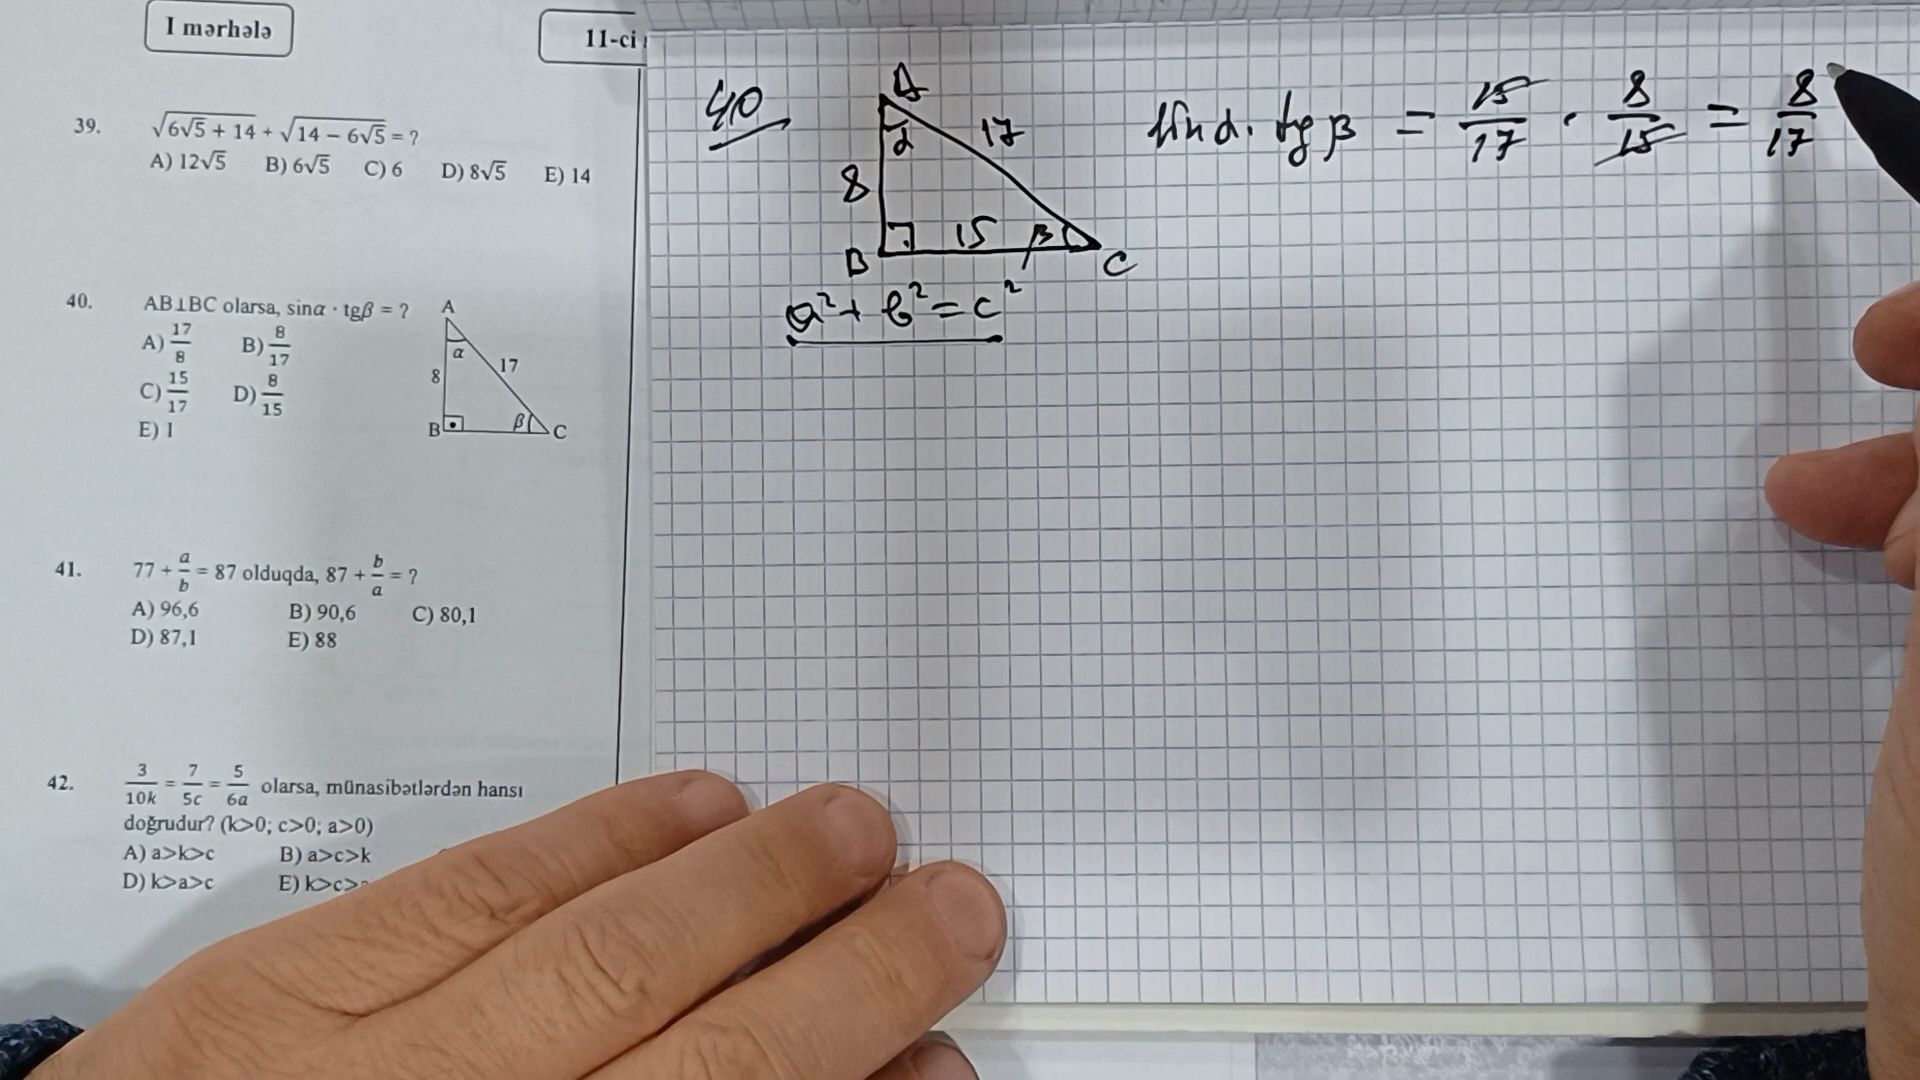 I mərhələ
11-ci
39. √(6√5 + 14) + √(14 − 6√5) = ?
A) 12√5 B) 6√5 C) 6 D) 8√5 E) 14
40. AB⊥BC olarsa, sinα · tgβ = ?
A) 17/8 B) 8/17
C) 15/17 D) 8/15
E) 1
A
α
17
8
B
β
C
41. 77 + a/b = 87 olduqda, 87 + b/a = ?
A) 96,6 B) 90,6 C) 80,1
D) 87,1 E) 88
42. 3/10k = 7/5c = 5/6a olarsa, münasibətlərdən hansı
doğrudur? (k>0; c>0; a>0)
A) a>k>c B) a>c>k
D) k>a>c E) k>c>
40
A
α
17
8
15
β
B
C
a² + b² = c²
sin α · tg β = 15/17 · 8/15 = 8/17